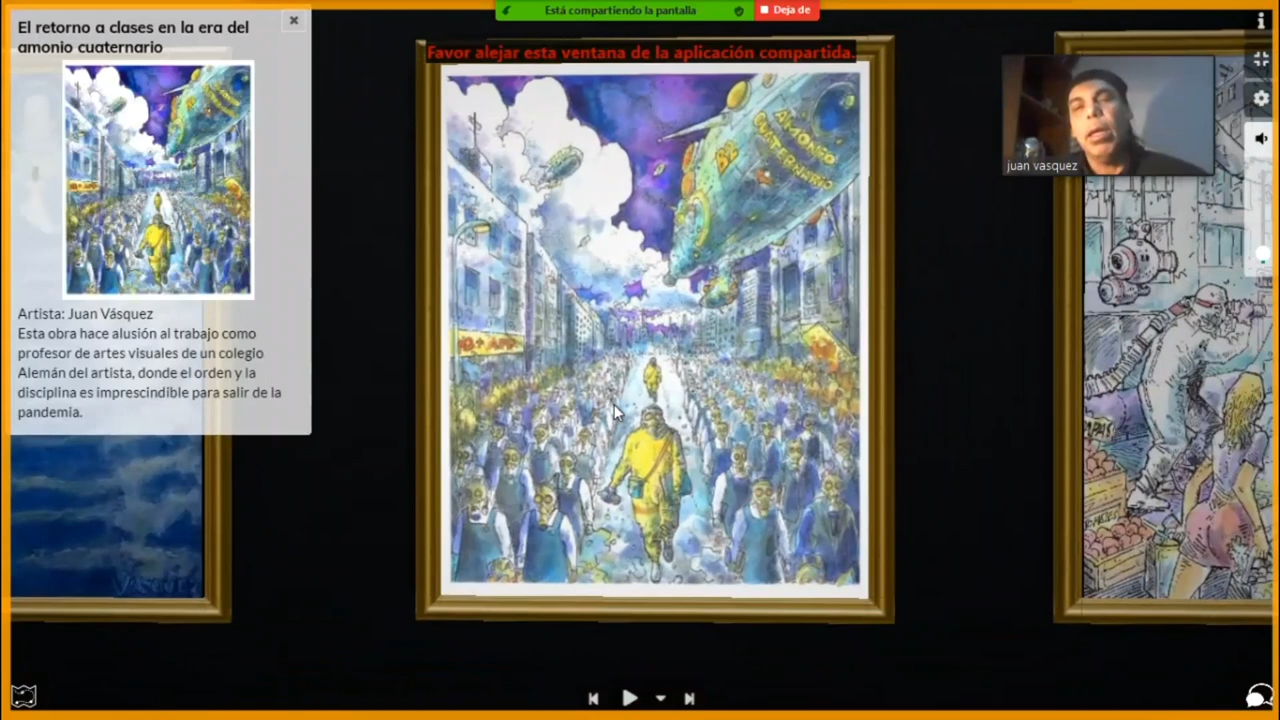 Está compartiendo la pantalla
Deja de
El retorno a clases en la era del
amonio cuaternario
Favor alejar esta ventana de la aplicación compartida.
juan vasquez
AMONIO
CUATERNARIO
Artista: Juan Vásquez
Esta obra hace alusión al trabajo como
profesor de artes visuales de un colegio
Alemán del artista, donde el orden y la
disciplina es imprescindible para salir de la
pandemia.